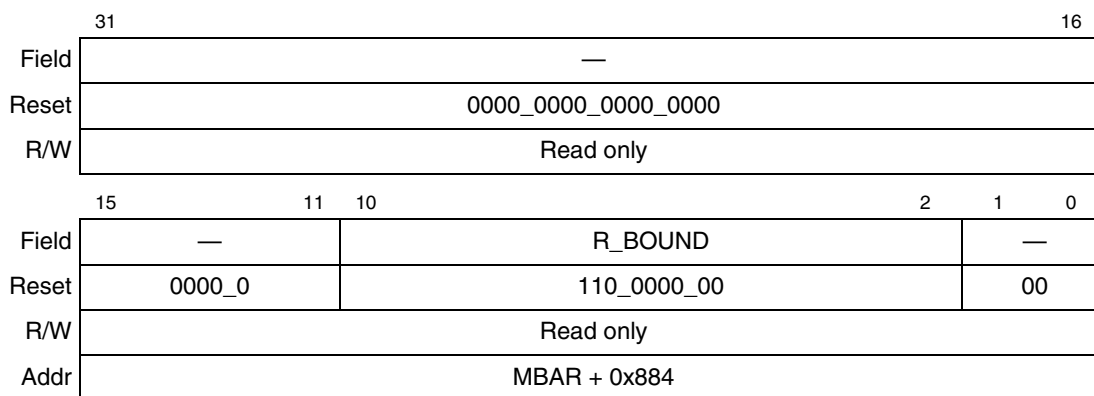 31 16
Field —
Reset 0000_0000_0000_0000
R/W Read only
15 11 10 2 1 0
Field — R_BOUND —
Reset 0000_0 110_0000_00 00
R/W Read only
Addr MBAR + 0x884